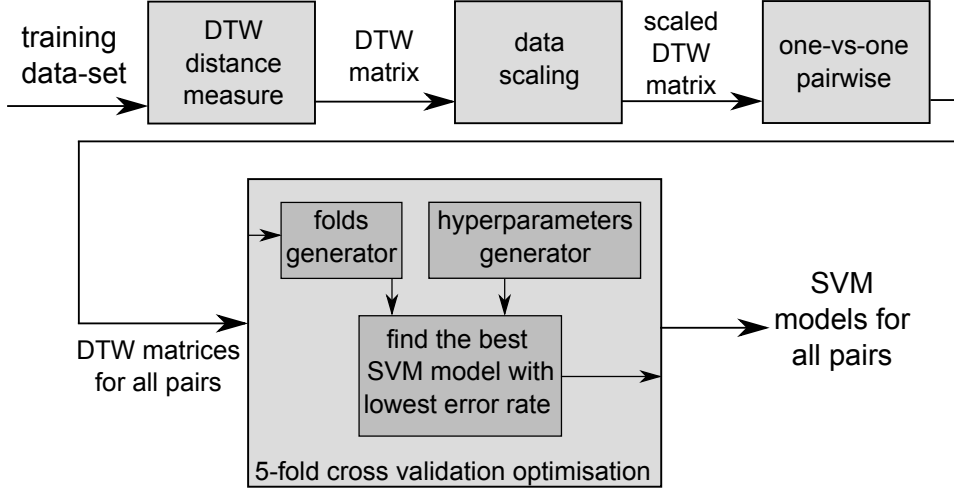 training
data-set
DTW
distance
measure
DTW
matrix
data
scaling
scaled
DTW
matrix
one-vs-one
pairwise
DTW matrices
for all pairs
folds
generator
hyperparameters
generator
find the best
SVM model with
lowest error rate
5-fold cross validation optimisation
SVM
models for
all pairs